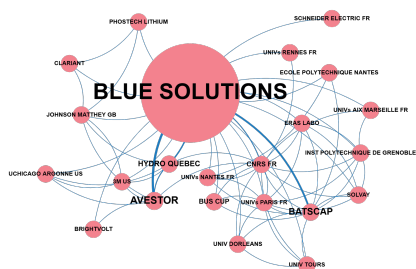 PHOSTECH LITHIUM
SCHNEIDER ELECTRIC FR
UNIVs RENNES FR
CLARIANT
ECOLE POLYTECHNIQUE NANTES
BLUE SOLUTIONS
JOHNSON MATTHEY GB
UNIVs AIX MARSEILLE FR
ERAS LABO
INST POLYTECHNIQUE DE GRENOBLE
HYDRO QUEBEC
CNRS FR
UCHICAGO ARGONNE US
3M US
UNIVs NANTES FR
SOLVAY
AVESTOR
BUS CUP
UNIVs PARIS FR
BATSCAP
BRIGHTVOLT
UNIV DORLEANS
UNIV TOURS